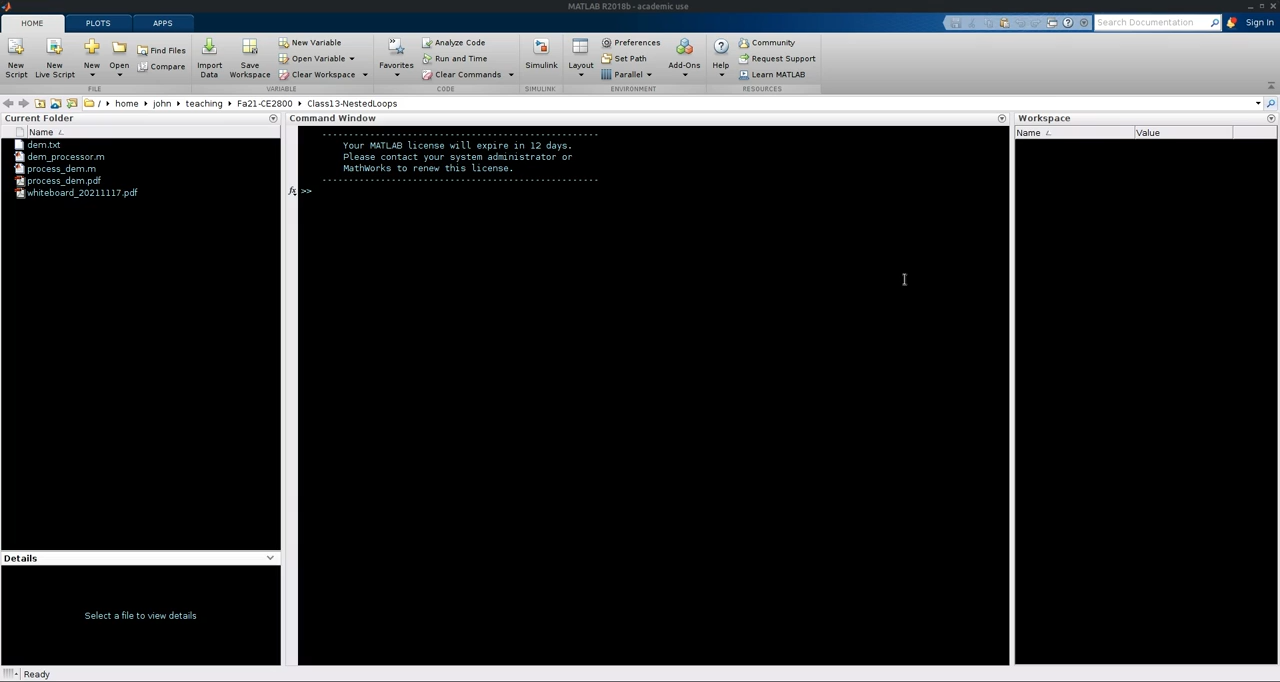 MATLAB R2018b - academic use
HOME PLOTS APPS
Search Documentation
Sign In
New Script
New Live Script
New
Open
Find Files
Compare
FILE
Import Data
Save Workspace
New Variable
Open Variable
Clear Workspace
VARIABLE
Favorites
Analyze Code
Run and Time
Clear Commands
CODE
Simulink
SIMULINK
Layout
Preferences
Set Path
Parallel
Add-Ons
ENVIRONMENT
Help
Community
Request Support
Learn MATLAB
RESOURCES
/ home john teaching Fa21-CE2800 Class13-NestedLoops
Current Folder
Name
dem.txt
dem_processor.m
process_dem.m
process_dem.pdf
whiteboard_20211117.pdf
Details
Select a file to view details
Command Window
----------------------------------------------------
Your MATLAB license will expire in 12 days.
Please contact your system administrator or
MathWorks to renew this license.
----------------------------------------------------
fx >>
Workspace
Name Value
Ready